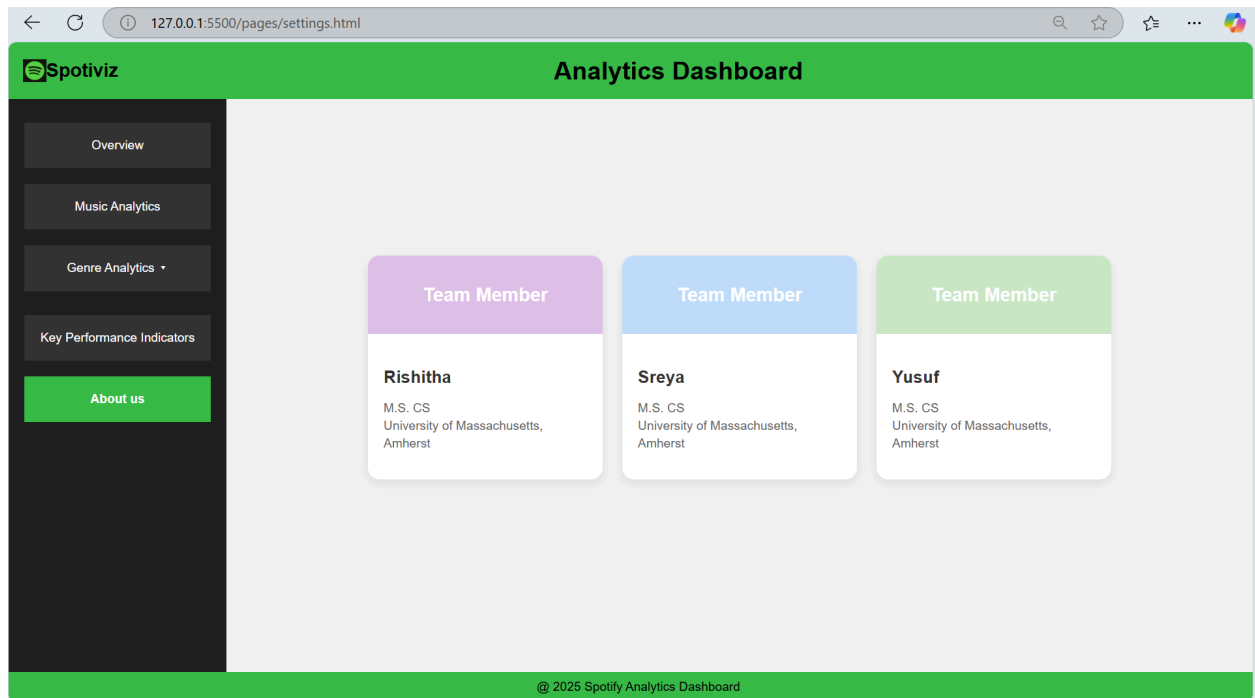 127.0.0.1:5500/pages/settings.html
Spotiviz
Analytics Dashboard
Overview
Music Analytics
Genre Analytics
Key Performance Indicators
About us
Team Member
Rishitha
M.S. CS
University of Massachusetts,
Amherst
Team Member
Sreya
M.S. CS
University of Massachusetts,
Amherst
Team Member
Yusuf
M.S. CS
University of Massachusetts,
Amherst
@ 2025 Spotify Analytics Dashboard